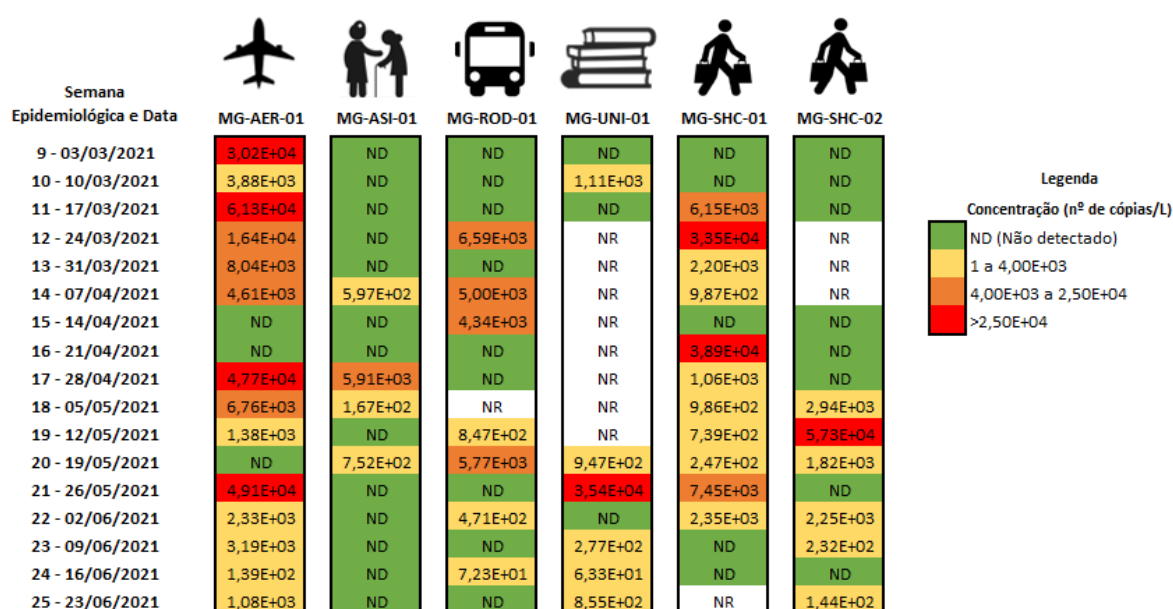 Semana
Epidemiológica e Data MG-AER-01 MG-ASI-01 MG-ROD-01 MG-UNI-01 MG-SHC-01 MG-SHC-02
9 - 03/03/2021 3,02E+04 ND ND ND ND ND
10 - 10/03/2021 3,88E+03 ND ND 1,11E+03 ND ND
11 - 17/03/2021 6,13E+04 ND ND ND 6,15E+03 ND
12 - 24/03/2021 1,64E+04 ND 6,59E+03 NR 3,35E+04 NR
13 - 31/03/2021 8,04E+03 ND ND NR 2,20E+03 NR
14 - 07/04/2021 4,61E+03 5,97E+02 5,00E+03 NR 9,87E+02 NR
15 - 14/04/2021 ND ND 4,34E+03 NR ND ND
16 - 21/04/2021 ND ND ND NR 3,89E+04 ND
17 - 28/04/2021 4,77E+04 5,91E+03 ND NR 1,06E+03 ND
18 - 05/05/2021 6,76E+03 1,67E+02 NR NR 9,86E+02 2,94E+03
19 - 12/05/2021 1,38E+03 ND 8,47E+02 NR 7,39E+02 5,73E+04
20 - 19/05/2021 ND 7,52E+02 5,77E+03 9,47E+02 2,47E+02 1,82E+03
21 - 26/05/2021 4,91E+04 ND ND 3,54E+04 7,45E+03 ND
22 - 02/06/2021 2,33E+03 ND 4,71E+02 ND 2,35E+03 2,25E+03
23 - 09/06/2021 3,19E+03 ND ND 2,77E+02 ND 2,32E+02
24 - 16/06/2021 1,39E+02 ND 7,23E+01 6,33E+01 ND ND
25 - 23/06/2021 1,08E+03 ND ND 8,55E+02 NR 1,44E+02
Legenda
Concentração (nº de cópias/L)
ND (Não detectado)
1 a 4,00E+03
4,00E+03 a 2,50E+04
>2,50E+04